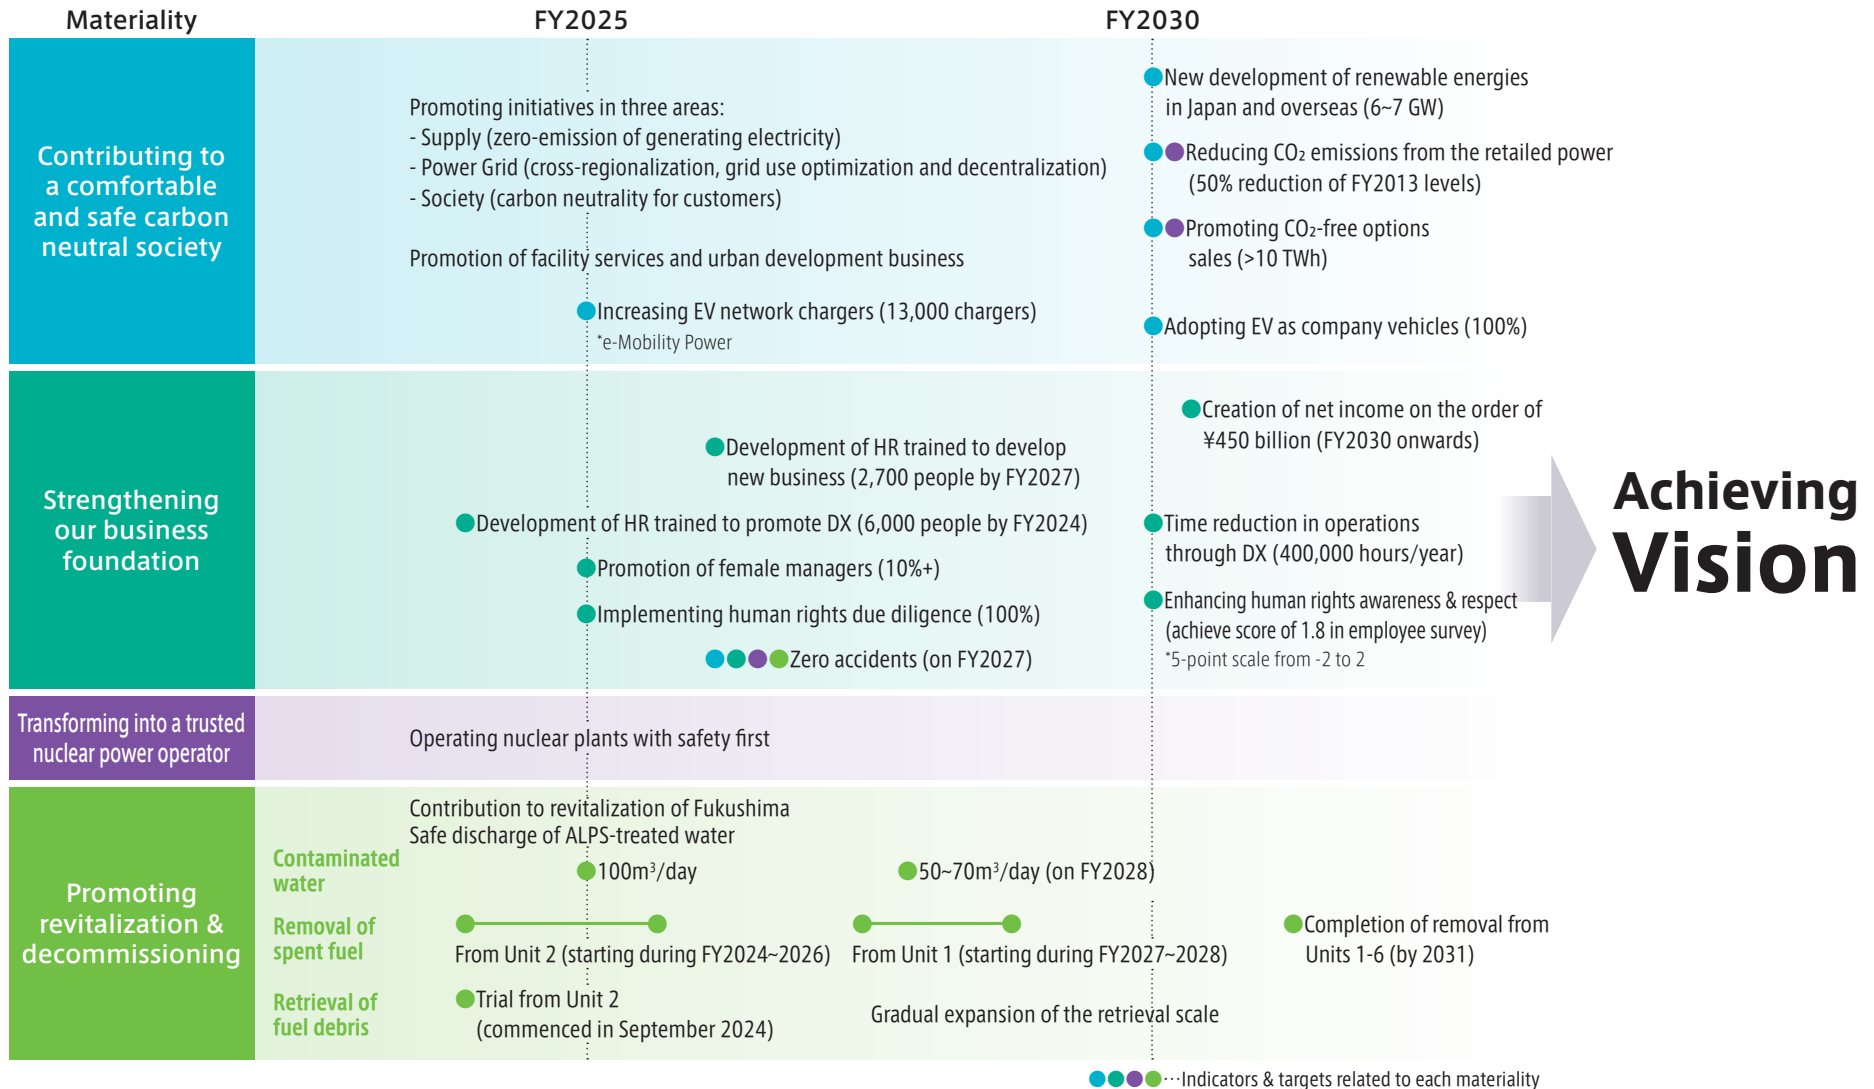 Materiality
FY2025
FY2030
Contributing to
a comfortable
and safe carbon
neutral society
Promoting initiatives in three areas:
- Supply (zero-emission of generating electricity)
- Power Grid (cross-regionalization, grid use optimization and decentralization)
- Society (carbon neutrality for customers)
Promotion of facility services and urban development business
Increasing EV network chargers (13,000 chargers)
*e-Mobility Power
New development of renewable energies
in Japan and overseas (6~7 GW)
Reducing CO₂ emissions from the retailed power
(50% reduction of FY2013 levels)
Promoting CO₂-free options
sales (>10 TWh)
Adopting EV as company vehicles (100%)
Strengthening
our business
foundation
Development of HR trained to develop
new business (2,700 people by FY2027)
Development of HR trained to promote DX (6,000 people by FY2024)
Promotion of female managers (10%+)
Implementing human rights due diligence (100%)
Zero accidents (on FY2027)
Creation of net income on the order of
¥450 billion (FY2030 onwards)
Time reduction in operations
through DX (400,000 hours/year)
Enhancing human rights awareness & respect
(achieve score of 1.8 in employee survey)
*5-point scale from -2 to 2
Achieving
Vision
Transforming into a trusted
nuclear power operator
Operating nuclear plants with safety first
Promoting
revitalization &
decommissioning
Contribution to revitalization of Fukushima
Safe discharge of ALPS-treated water
Contaminated
water
100m³/day
50~70m³/day (on FY2028)
Removal of
spent fuel
From Unit 2 (starting during FY2024~2026)
From Unit 1 (starting during FY2027~2028)
Completion of removal from
Units 1-6 (by 2031)
Retrieval of
fuel debris
Trial from Unit 2
(commenced in September 2024)
Gradual expansion of the retrieval scale
···Indicators & targets related to each materiality